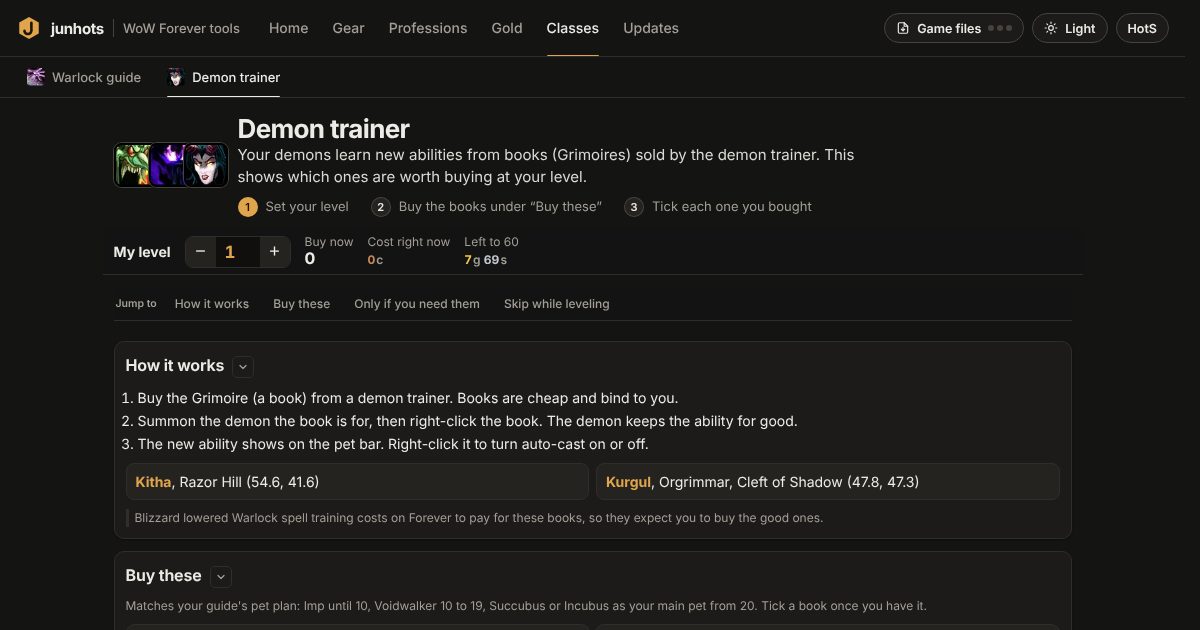 junhots WoW Forever tools Home Gear Professions Gold Classes Updates Game files Light HotS
Warlock guide Demon trainer
Demon trainer
Your demons learn new abilities from books (Grimoires) sold by the demon trainer. This
shows which ones are worth buying at your level.
1 Set your level 2 Buy the books under “Buy these” 3 Tick each one you bought
My level − 1 +
Buy now Cost right now Left to 60
0 0c 7g 69s
Jump to How it works Buy these Only if you need them Skip while leveling
How it works
1. Buy the Grimoire (a book) from a demon trainer. Books are cheap and bind to you.
2. Summon the demon the book is for, then right-click the book. The demon keeps the ability for good.
3. The new ability shows on the pet bar. Right-click it to turn auto-cast on or off.
Kitha, Razor Hill (54.6, 41.6) Kurgul, Orgrimmar, Cleft of Shadow (47.8, 47.3)
Blizzard lowered Warlock spell training costs on Forever to pay for these books, so they expect you to buy the good ones.
Buy these
Matches your guide's pet plan: Imp until 10, Voidwalker 10 to 19, Succubus or Incubus as your main pet from 20. Tick a book once you have it.